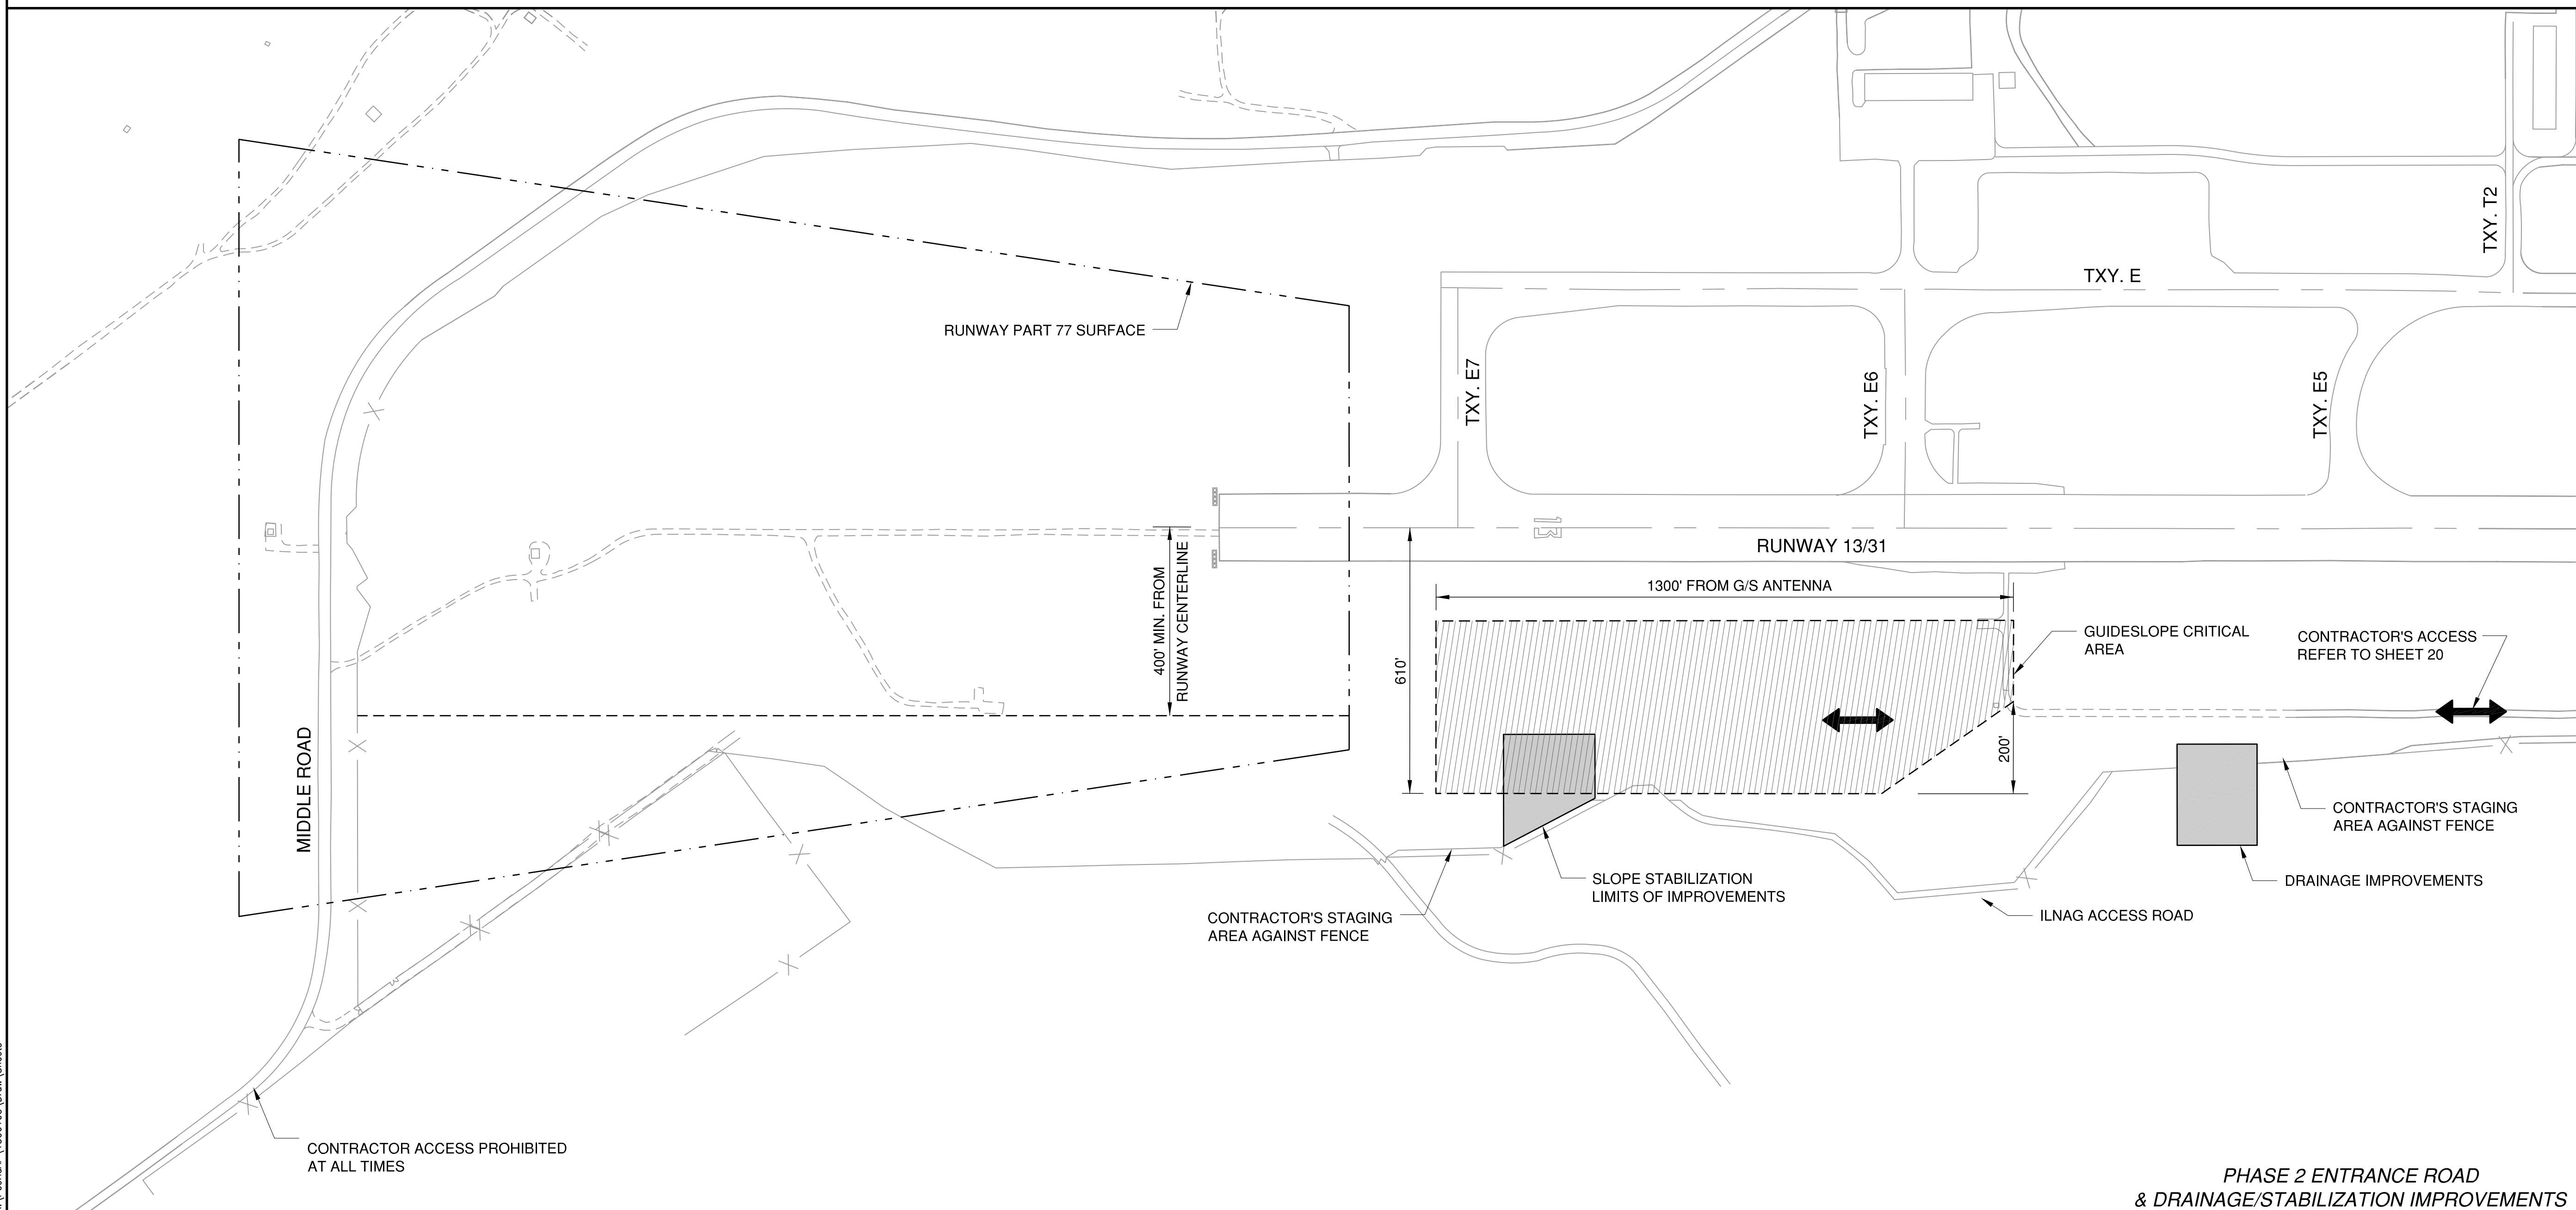 TXY. T2
TXY. E
RUNWAY PART 77 SURFACE
TXY. E7
TXY. E6
TXY. E5
13
RUNWAY 13/31
400' MIN. FROM
RUNWAY CENTERLINE
610'
1300' FROM G/S ANTENNA
GUIDESLOPE CRITICAL
AREA
CONTRACTOR'S ACCESS
REFER TO SHEET 20
200'
MIDDLE ROAD
CONTRACTOR'S STAGING
AREA AGAINST FENCE
SLOPE STABILIZATION
LIMITS OF IMPROVEMENTS
DRAINAGE IMPROVEMENTS
CONTRACTOR'S STAGING
AREA AGAINST FENCE
ILNAG ACCESS ROAD
CONTRACTOR ACCESS PROHIBITED
AT ALL TIMES
PHASE 2 ENTRANCE ROAD
& DRAINAGE/STABILIZATION IMPROVEMENTS